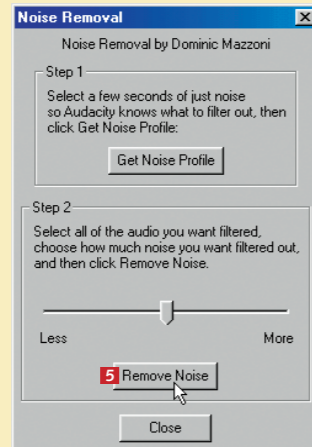 Noise Removal
Noise Removal by Dominic Mazzoni
Step 1
Select a few seconds of just noise
so Audacity knows what to filter out, then
click Get Noise Profile:
Get Noise Profile
Step 2
Select all of the audio you want filtered,
choose how much noise you want filtered out,
and then click Remove Noise.
Less More
5 Remove Noise
Close